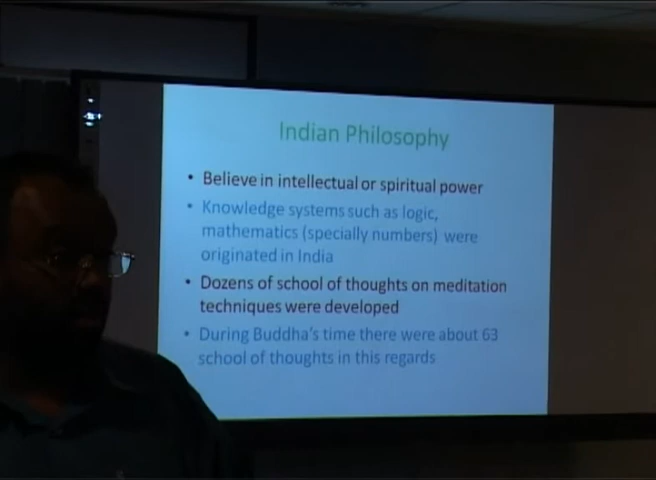 Indian Philosophy
• Believe in intellectual or spiritual power
• Knowledge systems such as logic,
mathematics (specially numbers) were
originated in India
• Dozens of school of thoughts on meditation
techniques were developed
• During Buddha's time there were about 63
school of thoughts in this regards